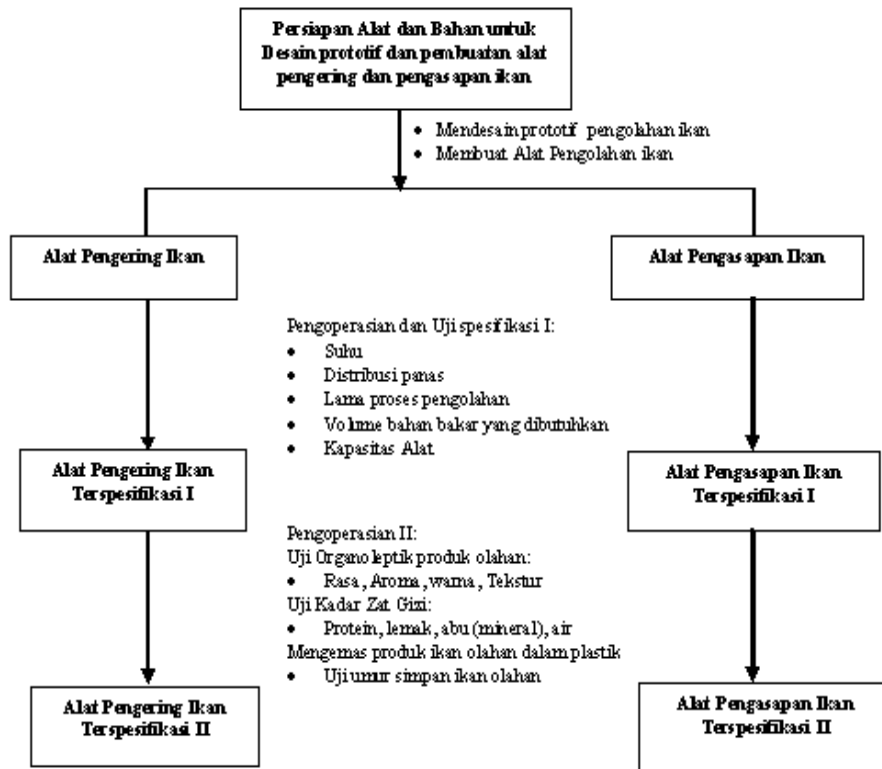 Persiapan Alat dan Bahan untuk
Desain prototif dan pembuatan alat
pengering dan pengasapan ikan
• Mendesain prototif pengolahan ikan
• Membuat Alat Pengolahan ikan
Alat Pengering Ikan
Alat Pengasapan Ikan
Pengoperasian dan Uji spesifikasi I:
• Suhu
• Distribusi panas
• Lama proses pengolahan
• Volume bahan bakar yang dibutuhkan
• Kapasitas Alat
Alat Pengering Ikan
Terspesifikasi I
Alat Pengasapan Ikan
Terspesifikasi I
Pengoperasian II:
Uji Organoleptik produk olahan:
• Rasa, Aroma, warna, Tekstur
Uji Kadar Zat Gizi:
• Protein, lemak, abu (mineral), air
Mengemas produk ikan olahan dalam plastik
• Uji umur simpan ikan olahan
Alat Pengering Ikan
Terspesifikasi II
Alat Pengasapan Ikan
Terspesifikasi II